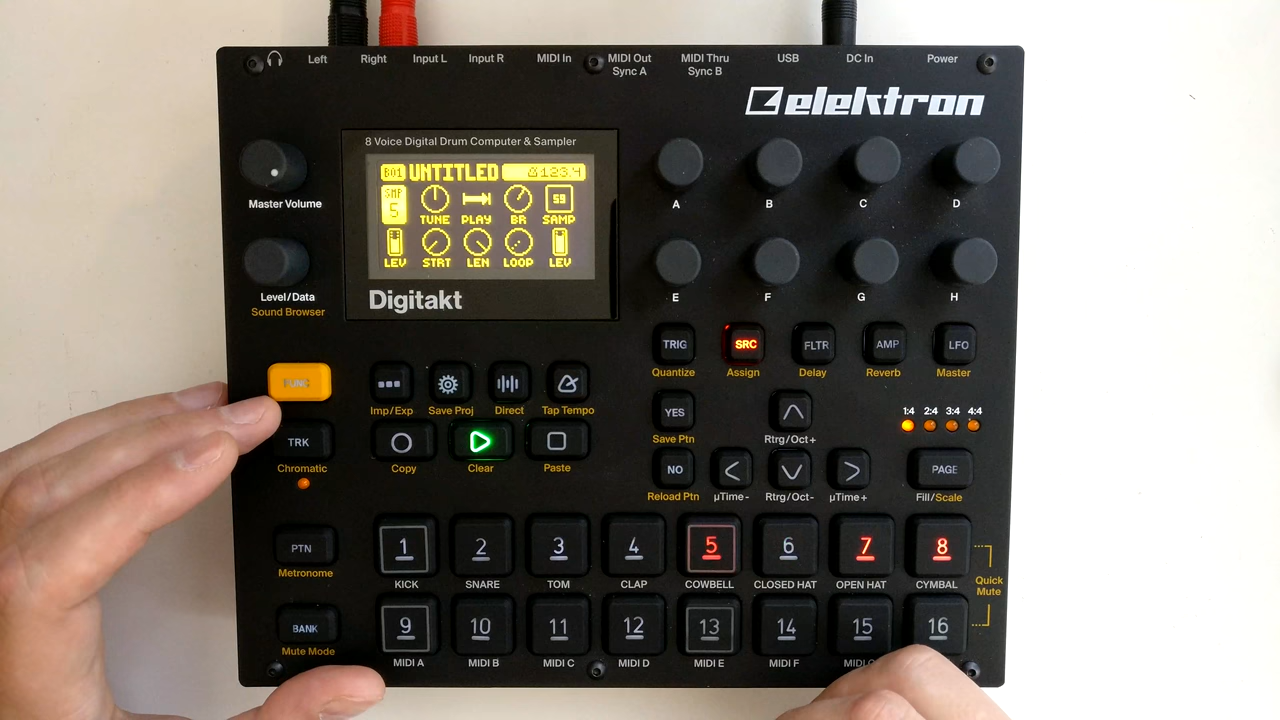 Left Right Input L Input R MIDI In MIDI Out MIDI Thru USB DC In Power
Sync A Sync B
elektron
8 Voice Digital Drum Computer & Sampler
B01 UNTITLED 123.4
SMP
5
TUNE PLAY BR SAMP
59
LEV STRT LEN LOOP LEV
Digitakt
Master Volume
A B C D
Level/Data
Sound Browser
E F G H
TRIG SRC FLTR AMP LFO
Quantize Assign Delay Reverb Master
FUNC
Imp/Exp Save Proj Direct Tap Tempo
YES
Save Ptn
Rtrg/Oct+
1:4 2:4 3:4 4:4
TRK
Chromatic
Copy Clear Paste
NO
Reload Ptn µTime- Rtrg/Oct- µTime+
PAGE
Fill/Scale
PTN
Metronome
1 2 3 4 5 6 7 8
KICK SNARE TOM CLAP COWBELL CLOSED HAT OPEN HAT CYMBAL
Quick
Mute
BANK
Mute Mode
9 10 11 12 13 14 15 16
MIDI A MIDI B MIDI C MIDI D MIDI E MIDI F MIDI